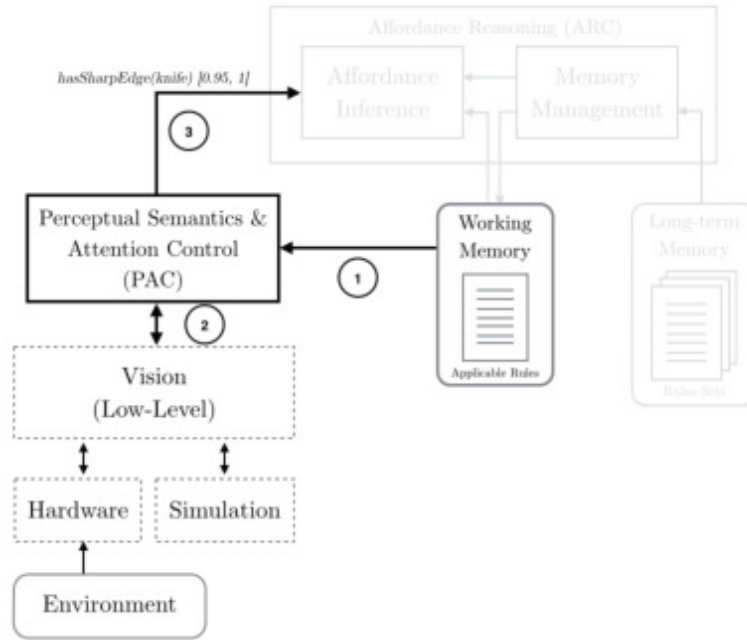 Affordance Reasoning (ARC)
hasSharpEdge(knife) [0.95, 1]
Affordance
Inference
Memory
Management
3
Perceptual Semantics &
Attention Control
(PAC)
Working
Memory
Applicable Rules
Long-term
Memory
Rules Sets
1
2
Vision
(Low-Level)
Hardware
Simulation
Environment